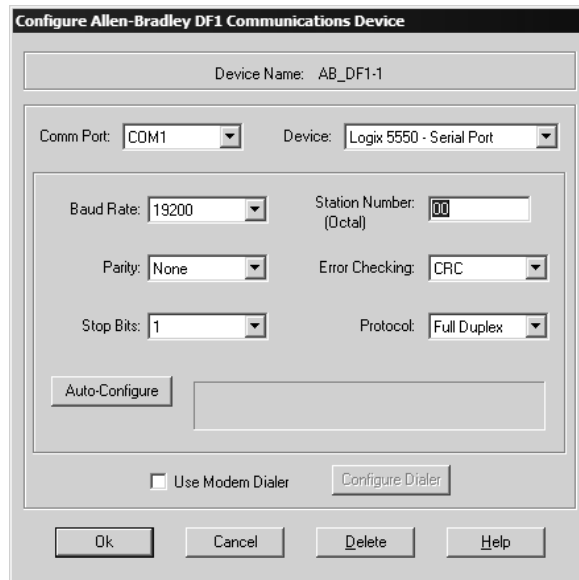 Configure Allen-Bradley DF1 Communications Device
Device Name: AB_DF1-1
Comm Port: COM1 Device: Logix 5550 - Serial Port
Baud Rate: 19200 Station Number: 00
(Octal)
Parity: None Error Checking: CRC
Stop Bits: 1 Protocol: Full Duplex
Auto-Configure
Use Modem Dialer Configure Dialer
Ok Cancel Delete Help